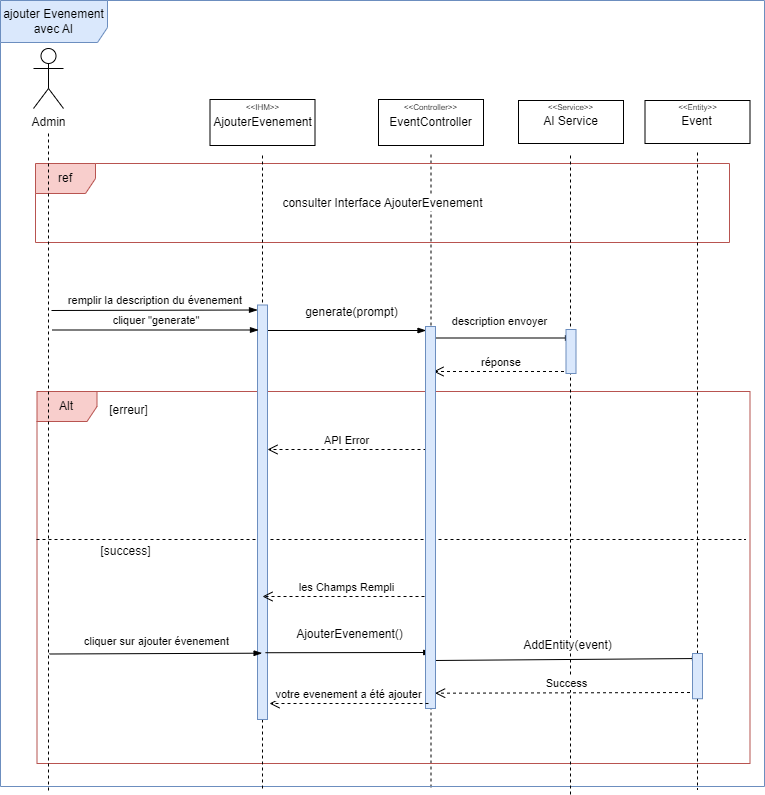 ajouter Evenement
avec AI
Admin
<<IHM>>
AjouterEvenement
<<Controller>>
EventController
<<Service>>
AI Service
<<Entity>>
Event
ref
consulter Interface AjouterEvenement
remplir la description du évenement
cliquer "generate"
generate(prompt)
description envoyer
réponse
Alt
[erreur]
API Error
[success]
les Champs Rempli
cliquer sur ajouter évenement
AjouterEvenement()
AddEntity(event)
Success
votre evenement a été ajouter